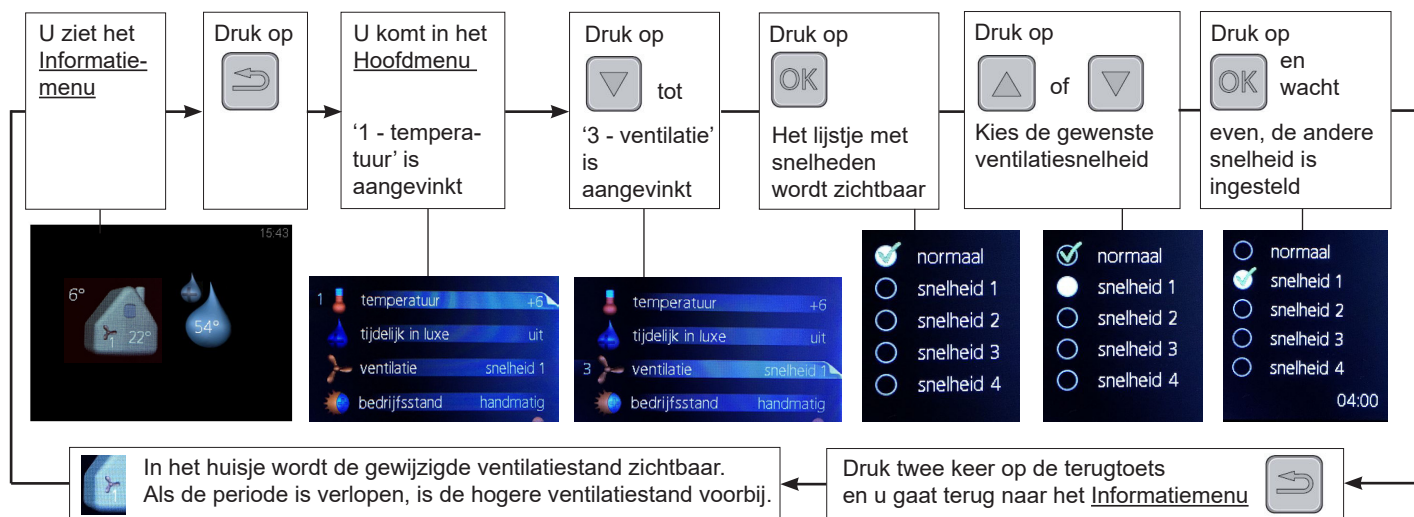 U ziet het
Informatie-
menu
Druk op
U komt in het
Hoofdmenu
‘1 - tempera-
tuur’ is
aangevinkt
Druk op
tot
‘3 - ventilatie’
is
aangevinkt
Druk op
OK
Het lijstje met
snelheden
wordt zichtbaar
Druk op
of
Kies de gewenste
ventilatiesnelheid
Druk op
OK en
wacht
even, de andere
snelheid is
ingesteld
15:43
6°
1 22°
54°
1 temperatuur +6
tijdelijk in luxe uit
ventilatie snelheid 1
bedrijfsstand handmatig
temperatuur +6
tijdelijk in luxe uit
3 ventilatie snelheid 1
bedrijfsstand handmatig
normaal
snelheid 1
snelheid 2
snelheid 3
snelheid 4
normaal
snelheid 1
snelheid 2
snelheid 3
snelheid 4
normaal
snelheid 1
snelheid 2
snelheid 3
snelheid 4
04:00
1
In het huisje wordt de gewijzigde ventilatiestand zichtbaar.
Als de periode is verlopen, is de hogere ventilatiestand voorbij.
Druk twee keer op de terugtoets
en u gaat terug naar het Informatiemenu